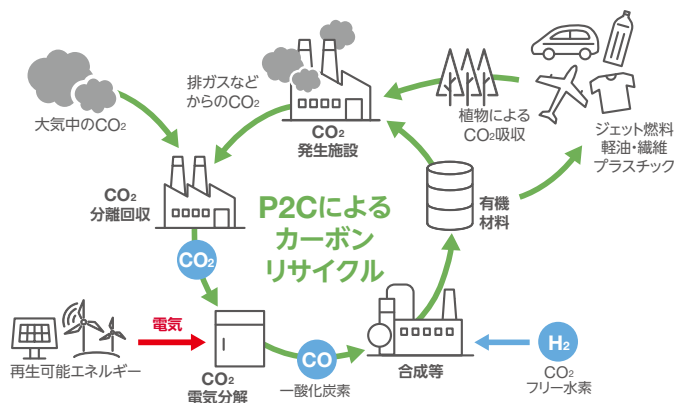 大気中のCO₂
排ガスなど
からのCO₂
CO₂
発生施設
植物による
CO₂吸収
ジェット燃料
軽油・繊維
プラスチック
CO₂
分離回収
P2Cによる
カーボン
リサイクル
有機
材料
CO₂
電気
再生可能エネルギー
CO₂
電気分解
CO
一酸化炭素
合成等
H₂
CO₂
フリー水素